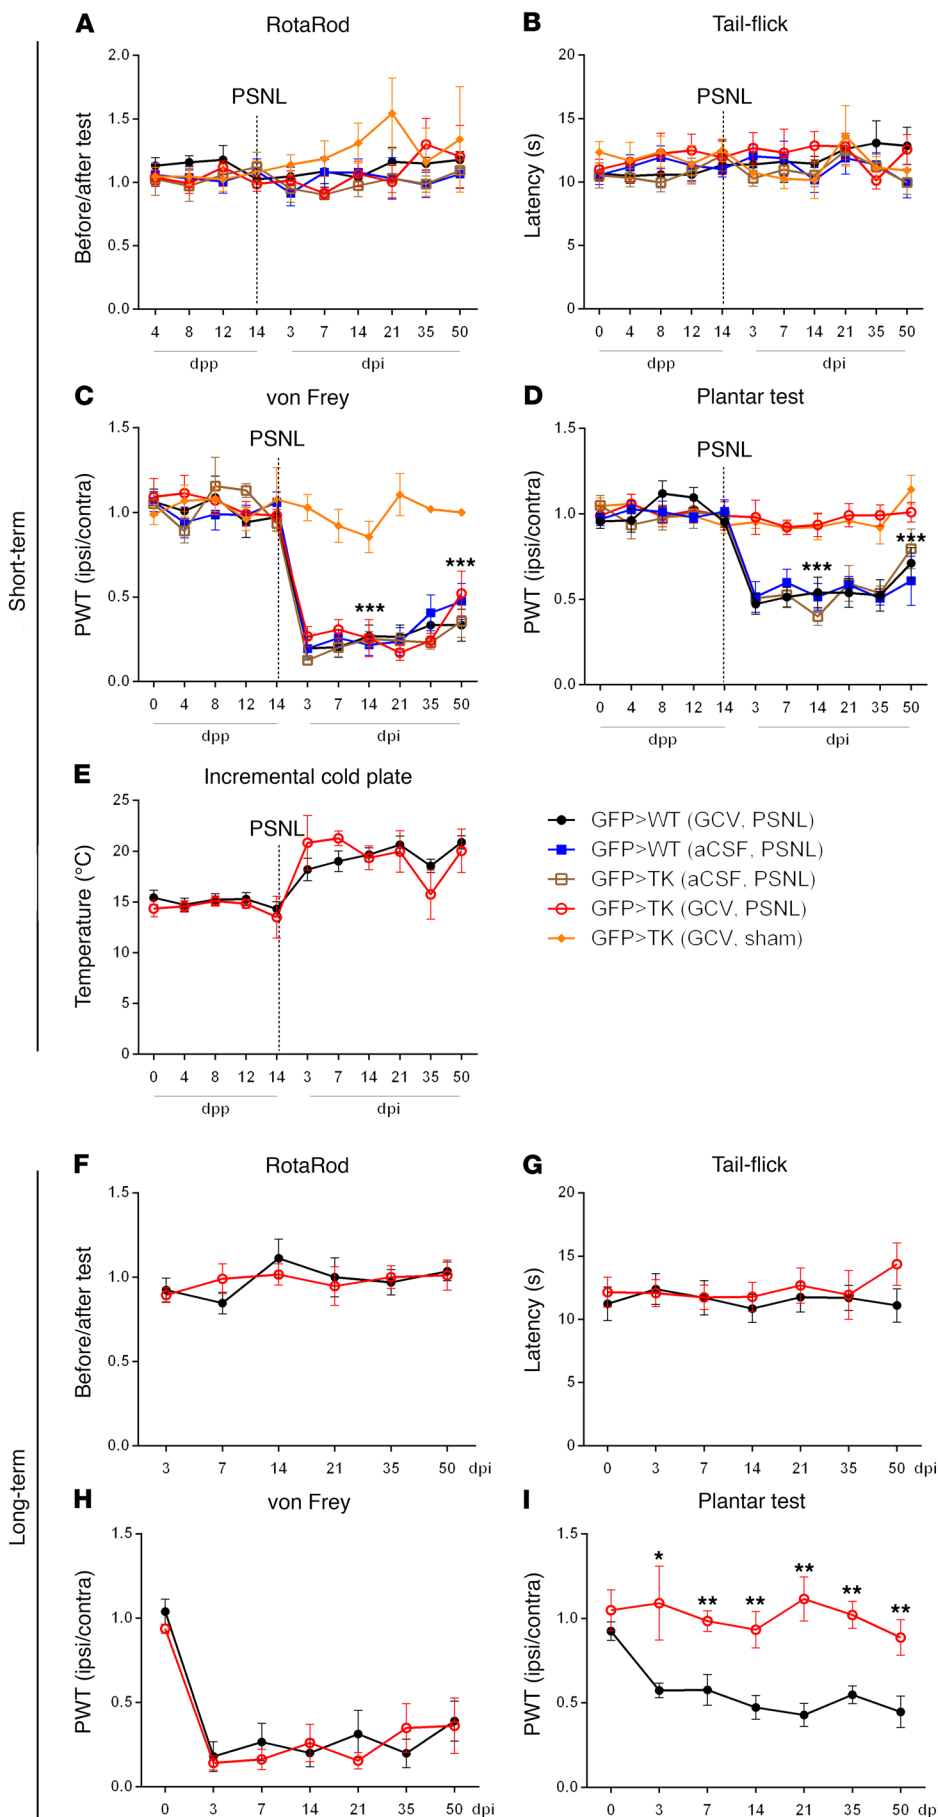 Short-term
A
RotaRod
Before/after test
2.0
1.5
1.0
0.5
0.0
PSNL
4 8 12 14 3 7 14 21 35 50
dpp dpi
B
Tail-flick
Latency (s)
20
15
10
5
0
PSNL
0 4 8 12 14 3 7 14 21 35 50
dpp dpi
C
von Frey
PWT (ipsi/contra)
1.5
1.0
0.5
0.0
PSNL
***
***
0 4 8 12 14 3 7 14 21 35 50
dpp dpi
D
Plantar test
PWT (ipsi/contra)
1.5
1.0
0.5
0.0
PSNL
***
***
0 4 8 12 14 3 7 14 21 35 50
dpp dpi
E
Incremental cold plate
Temperature (°C)
25
20
15
10
5
0
PSNL
0 4 8 12 14 3 7 14 21 35 50
dpp dpi
GFP>WT (GCV, PSNL)
GFP>WT (aCSF, PSNL)
GFP>TK (aCSF, PSNL)
GFP>TK (GCV, PSNL)
GFP>TK (GCV, sham)
Long-term
F
RotaRod
Before/after test
1.5
1.0
0.5
0.0
3 7 14 21 35 50 dpi
G
Tail-flick
Latency (s)
20
15
10
5
0
0 3 7 14 21 35 50 dpi
H
von Frey
PWT (ipsi/contra)
1.5
1.0
0.5
0.0
0 3 7 14 21 35 50 dpi
I
Plantar test
PWT (ipsi/contra)
1.5
1.0
0.5
0.0
*
**
**
**
**
**
0 3 7 14 21 35 50 dpi